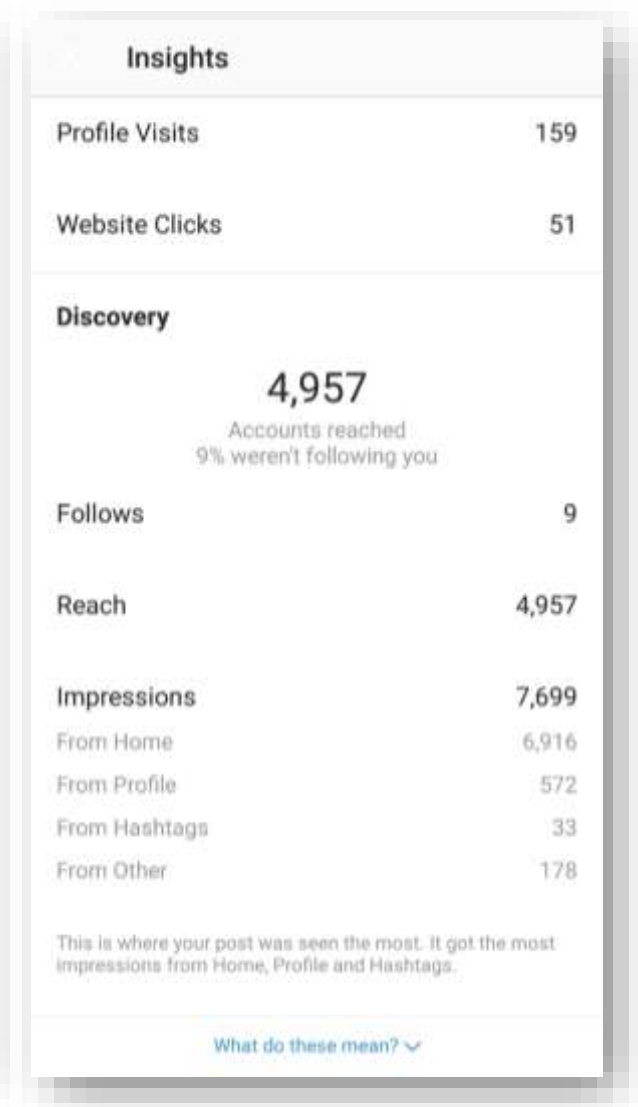 Insights
Profile Visits 159
Website Clicks 51
Discovery
4,957
Accounts reached
9% weren't following you
Follows 9
Reach 4,957
Impressions 7,699
From Home 6,916
From Profile 572
From Hashtags 33
From Other 178
This is where your post was seen the most. It got the most
impressions from Home, Profile and Hashtags.
What do these mean?